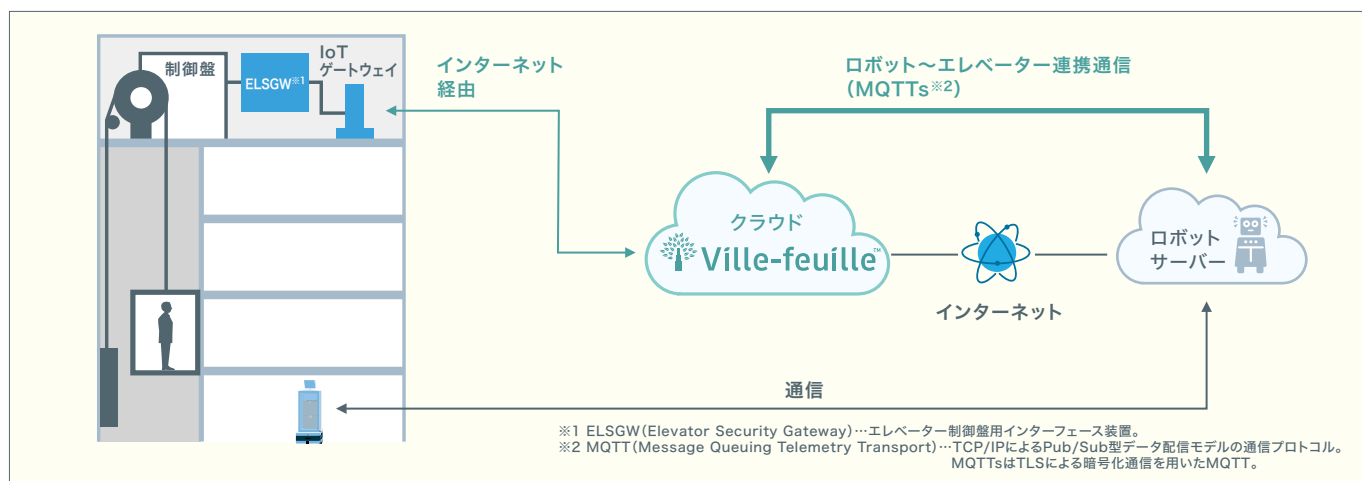 制御盤
ELSGW※1
IoT
ゲートウェイ
インターネット
経由
ロボット～エレベーター連携通信
(MQTTs※2)
クラウド
Ville-feuille™
インターネット
ロボット
サーバー
通信
※1 ELSGW(Elevator Security Gateway)…エレベーター制御盤用インターフェース装置。
※2 MQTT(Message Queuing Telemetry Transport)…TCP/IPによるPub/Sub型データ配信モデルの通信プロトコル。
MQTTsはTLSによる暗号化通信を用いたMQTT。